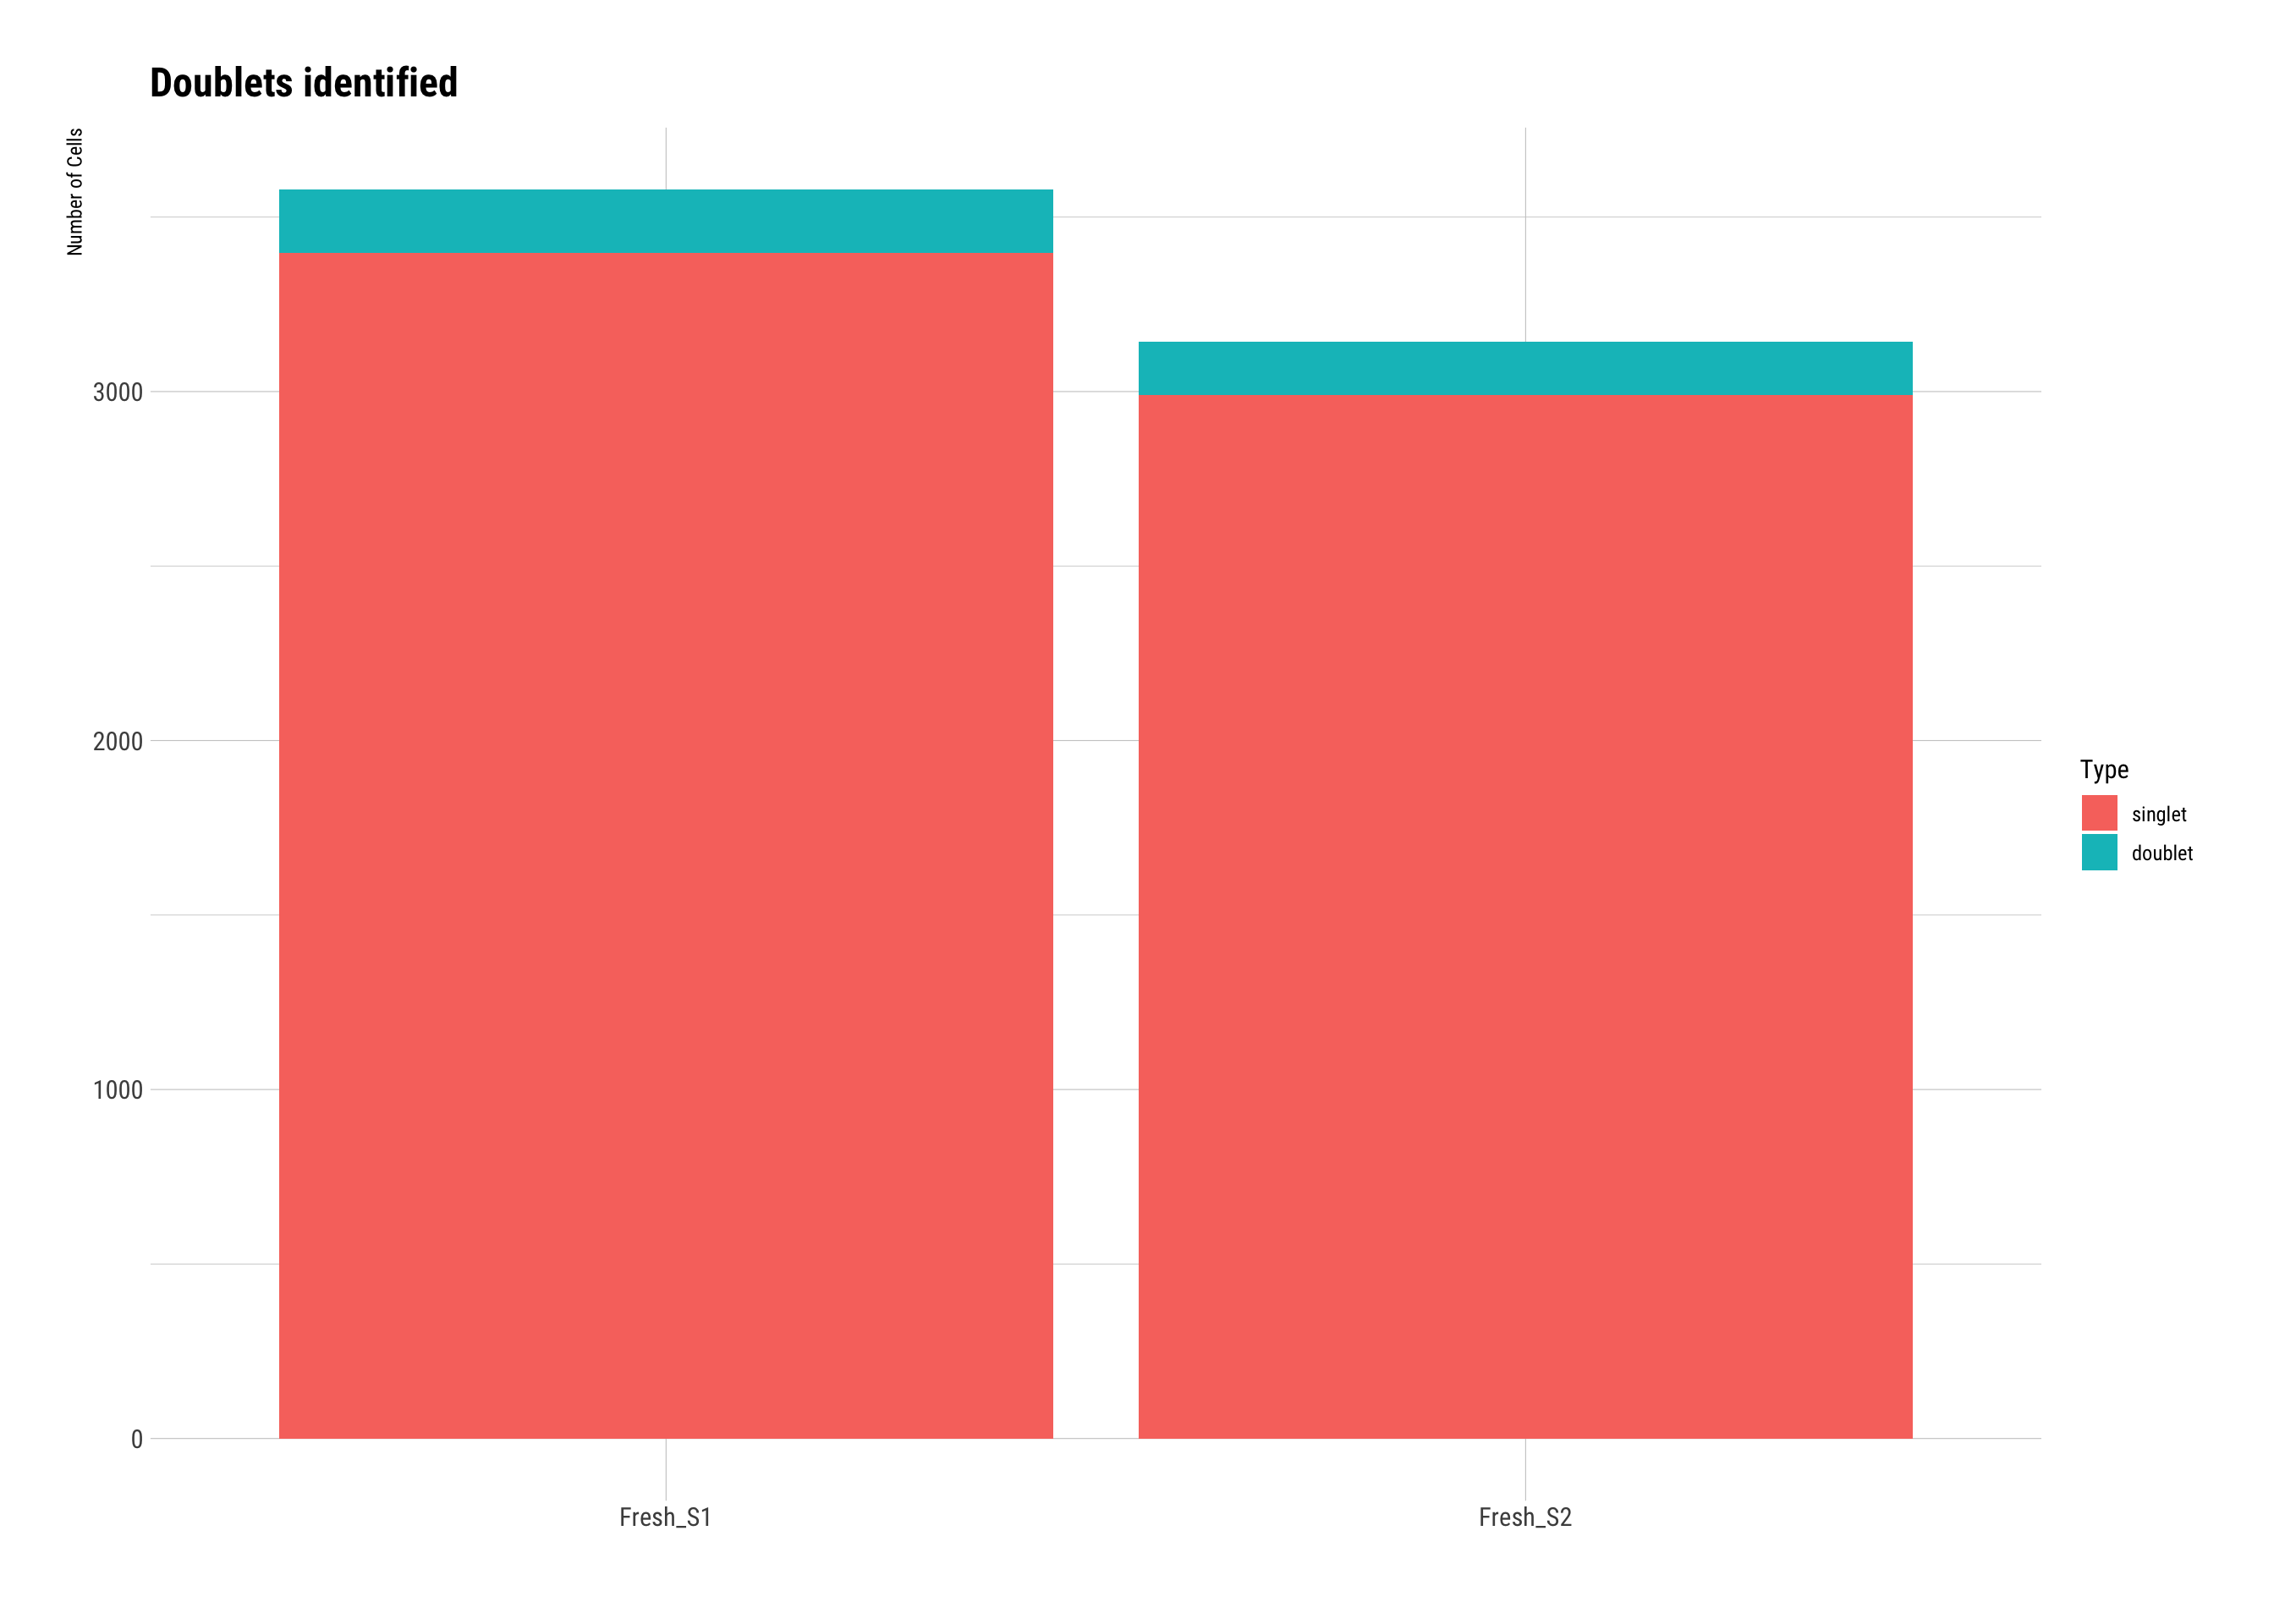 Doublets identified
Number of Cells
3000
2000
1000
0
Fresh_S1
Fresh_S2
Type
singlet
doublet